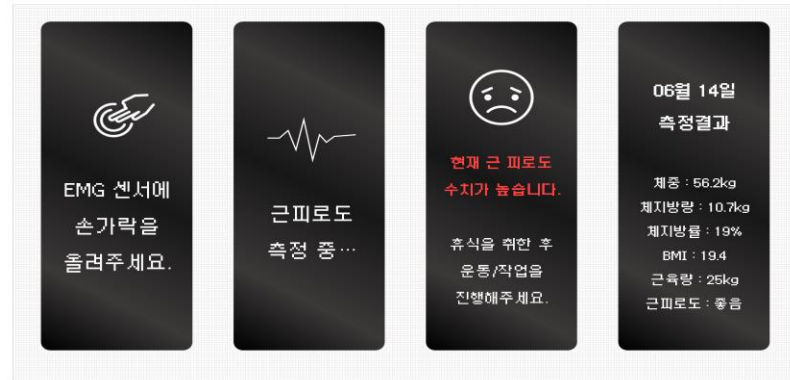 EMG 센서에
손가락을
올려주세요.
근피로도
측정 중…
현재 근 피로도
수치가 높습니다.
휴식을 취한 후
운동/작업을
진행해주세요.
06월 14일
측정결과
체중 : 56.2kg
체지방량 : 10.7kg
체지방률 : 19%
BMI : 19.4
근육량 : 25kg
근피로도 : 좋음